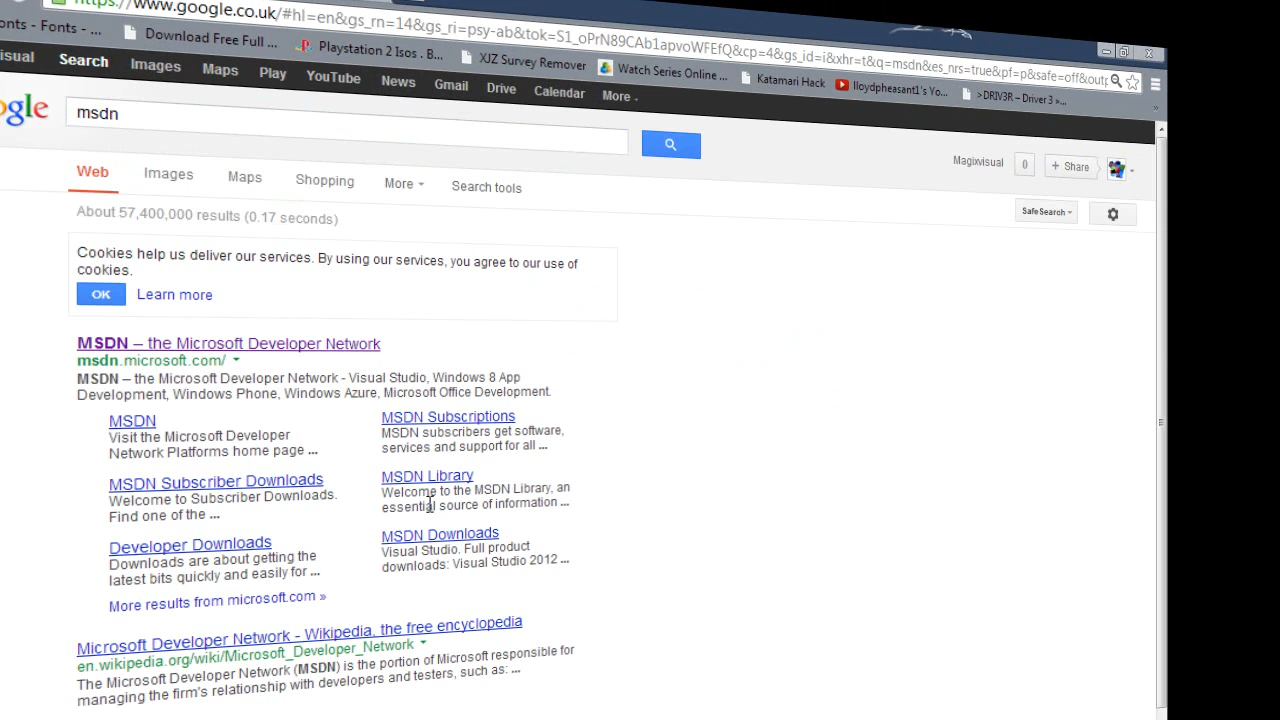 https://www.google.co.uk/#hl=en&gs_rn=14&gs_ri=psy-ab&tok=S1_oPrN89CAb1apvoWFEfQ&cp=4&gs_id=i&xhr=t&q=msdn&es_nrs=true&pf=p&safe=off&outp
onts - Fonts - ... Download Free Full ... Playstation 2 Isos . B... XJZ Survey Remover Watch Series Online ... Katamari Hack lloydpheasant1's Yo... >DRIV3R – Driver 3 »...
isual Search Images Maps Play YouTube News Gmail Drive Calendar More
ogle msdn
Magixvisual 0 + Share
Web Images Maps Shopping More Search tools
About 57,400,000 results (0.17 seconds)
SafeSearch
Cookies help us deliver our services. By using our services, you agree to our use of
cookies.
OK Learn more
MSDN – the Microsoft Developer Network
msdn.microsoft.com/
MSDN – the Microsoft Developer Network - Visual Studio, Windows 8 App
Development, Windows Phone, Windows Azure, Microsoft Office Development.
MSDN
Visit the Microsoft Developer
Network Platforms home page ...
MSDN Subscriptions
MSDN subscribers get software,
services and support for all ...
MSDN Subscriber Downloads
Welcome to Subscriber Downloads.
Find one of the ...
MSDN Library
Welcome to the MSDN Library, an
essential source of information ...
Developer Downloads
Downloads are about getting the
latest bits quickly and easily for ...
MSDN Downloads
Visual Studio. Full product
downloads: Visual Studio 2012 ...
More results from microsoft.com »
Microsoft Developer Network - Wikipedia, the free encyclopedia
en.wikipedia.org/wiki/Microsoft_Developer_Network
The Microsoft Developer Network (MSDN) is the portion of Microsoft responsible for
managing the firm's relationship with developers and testers, such as: ...